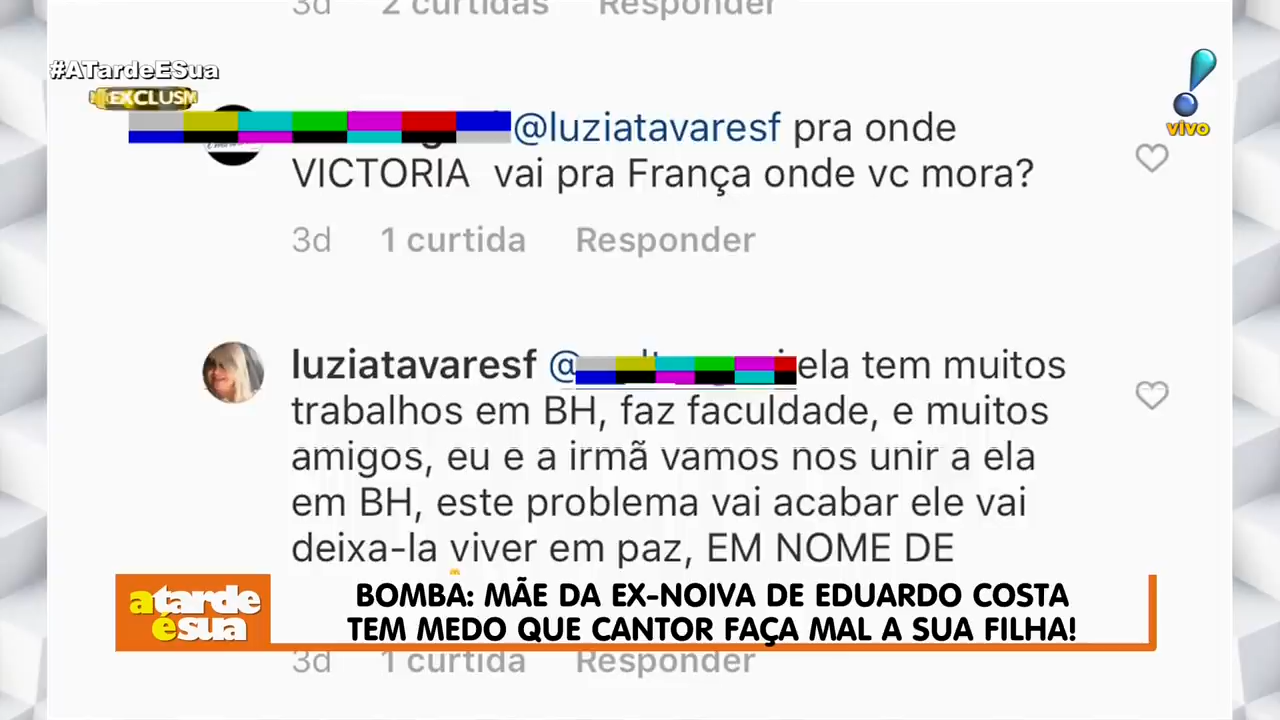 3d 2 curtidas Responder
#ATardeESua
EXCLUSIV
vivo
@luziatavaresf pra onde
VICTORIA vai pra França onde vc mora?
3d 1 curtida Responder
luziatavaresf @ ela tem muitos
trabalhos em BH, faz faculdade, e muitos
amigos, eu e a irmã vamos nos unir a ela
em BH, este problema vai acabar ele vai
deixa-la viver em paz, EM NOME DE
a tarde
é sua
BOMBA: MÃE DA EX-NOIVA DE EDUARDO COSTA
TEM MEDO QUE CANTOR FAÇA MAL A SUA FILHA!
3d 1 curtida Responder